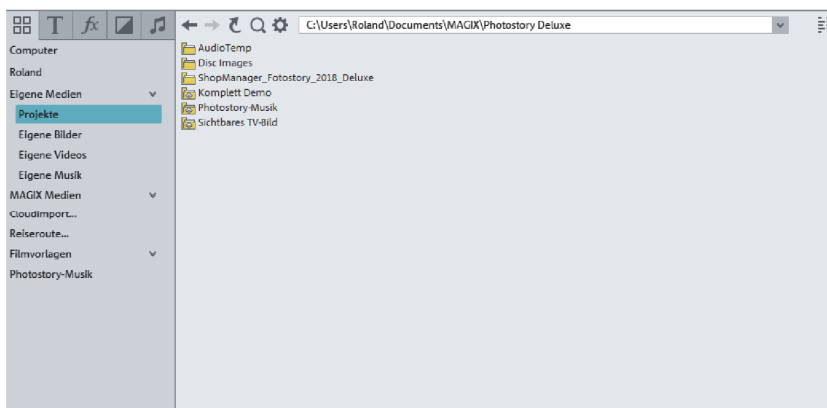 T fx
C:\Users\Roland\Documents\MAGIX\Photostory Deluxe
Computer
Roland
Eigene Medien
Projekte
Eigene Bilder
Eigene Videos
Eigene Musik
MAGIX Medien
CloudImport...
Reiseroute...
Filmvorlagen
Photostory-Musik
AudioTemp
Disc Images
ShopManager_Fotostory_2018_Deluxe
Komplett Demo
Photostory-Musik
Sichtbares TV-Bild